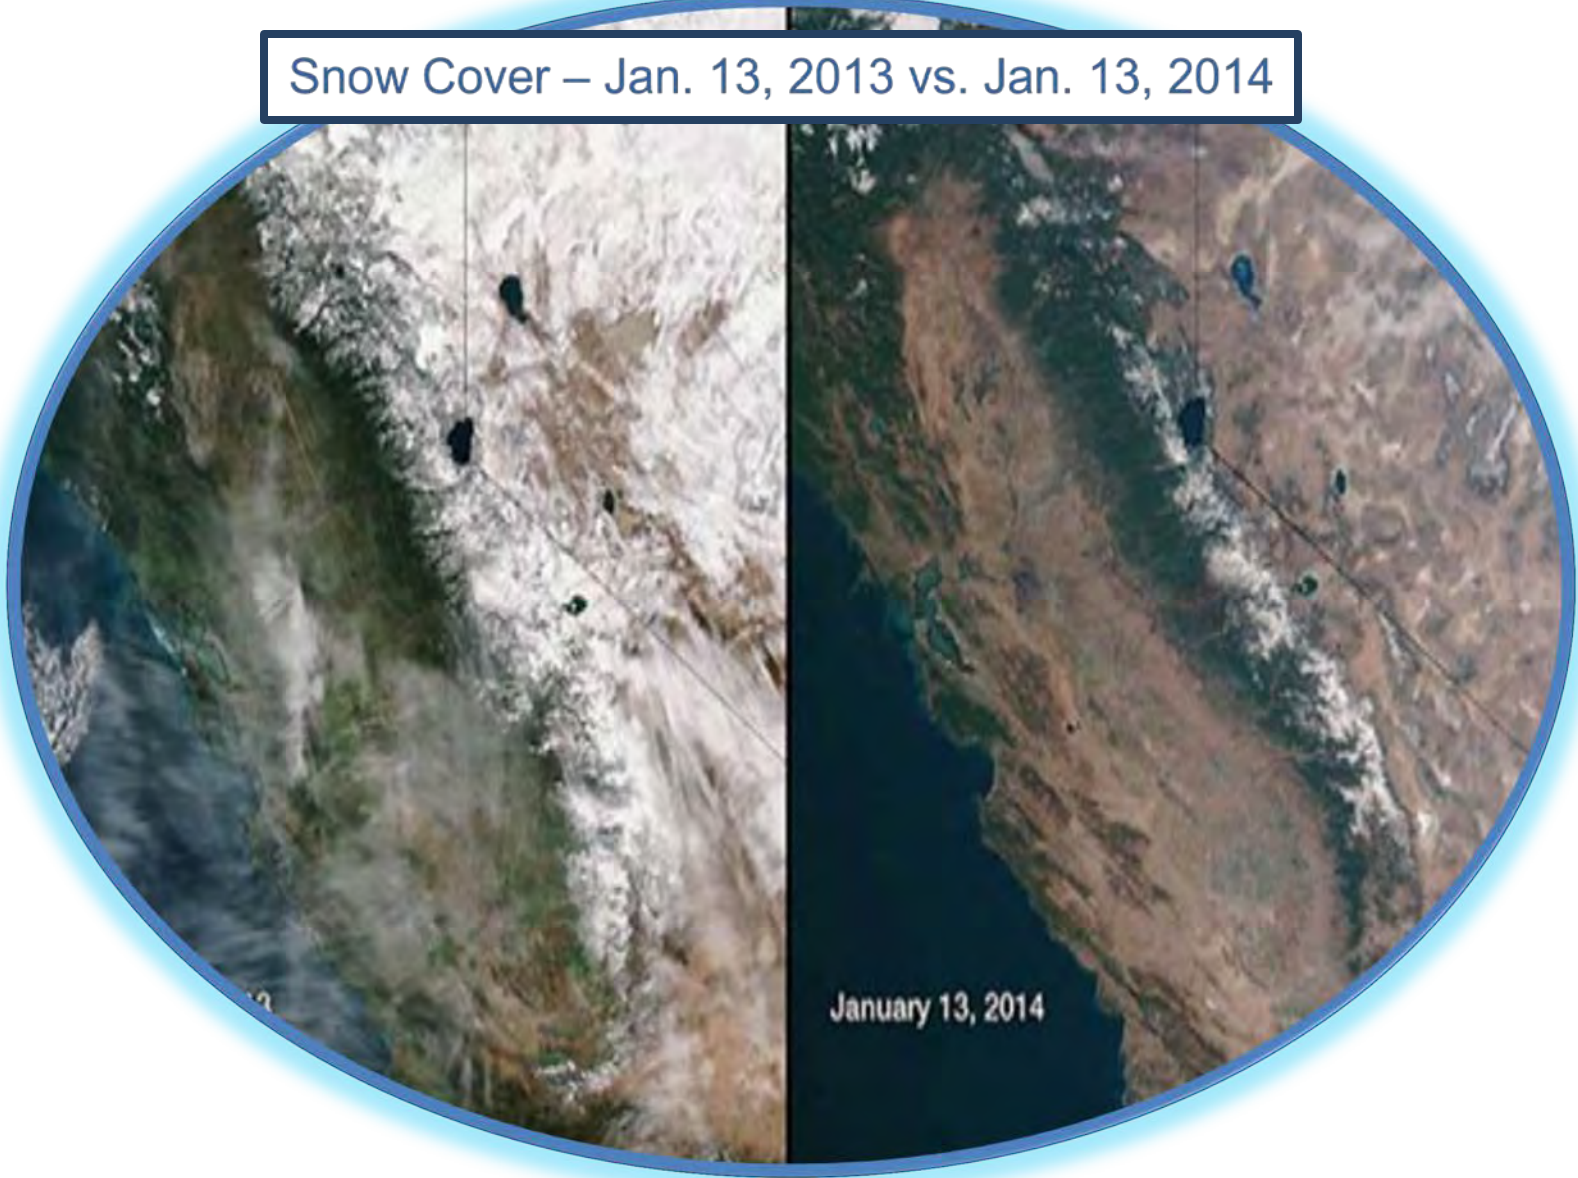 Snow Cover – Jan. 13, 2013 vs. Jan. 13, 2014
January 13, 2014